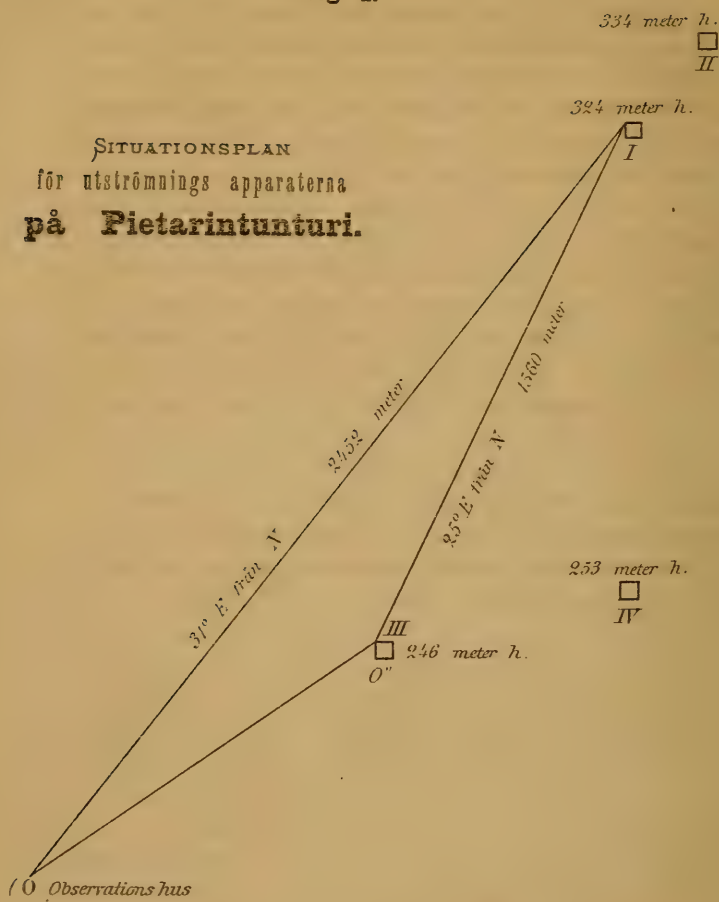 334 meter h.
II
324 meter h.
I
SITUATIONSPLAN
för utströmnings apparaterna
på Pietarintunturi.
2452 meter
31° E från N
1560 meter
25° E från N
253 meter h.
IV
III
246 meter h.
O"
(O Observations hus